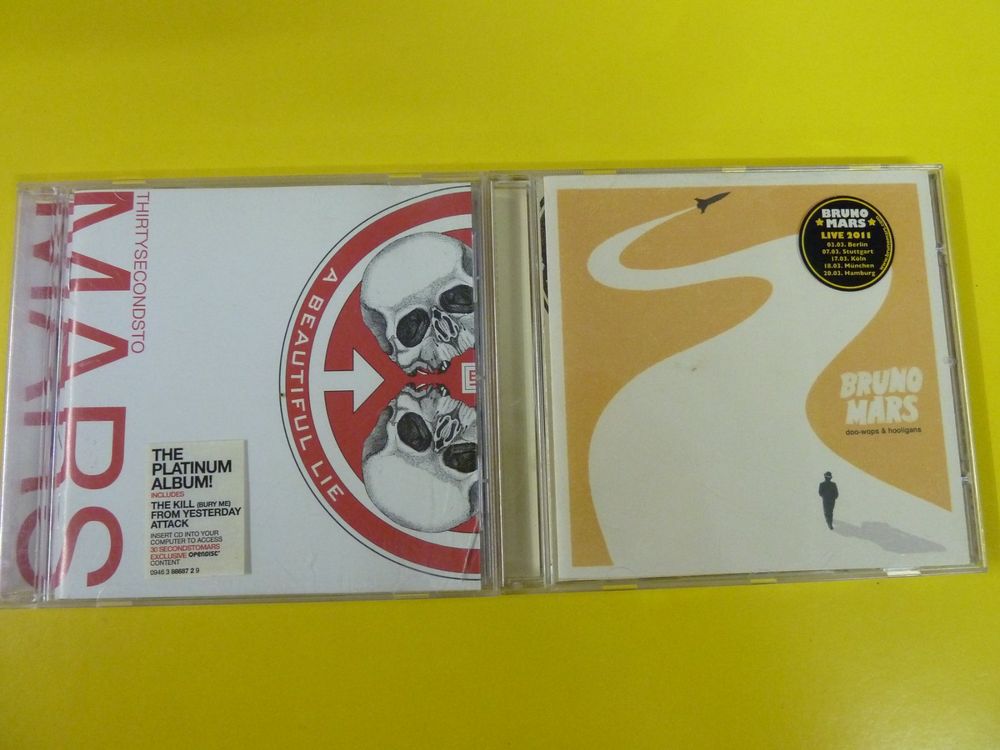 THIRTYSECONDSTO
MARS
A BEAUTIFUL LIE
THE
PLATINUM
ALBUM!
INCLUDES
THE KILL (BURY ME)
FROM YESTERDAY
ATTACK
INSERT CD INTO YOUR
COMPUTER TO ACCESS
30 SECONDSTOMARS
EXCLUSIVE OPENDISC
CONTENT
0946 3 88687 2 9
BRUNO
MARS
LIVE 2011
03.03. Berlin
07.03. Stuttgart
17.03. Köln
18.03. München
20.03. Hamburg
BRUNO
MARS
doo-wops & hooligans